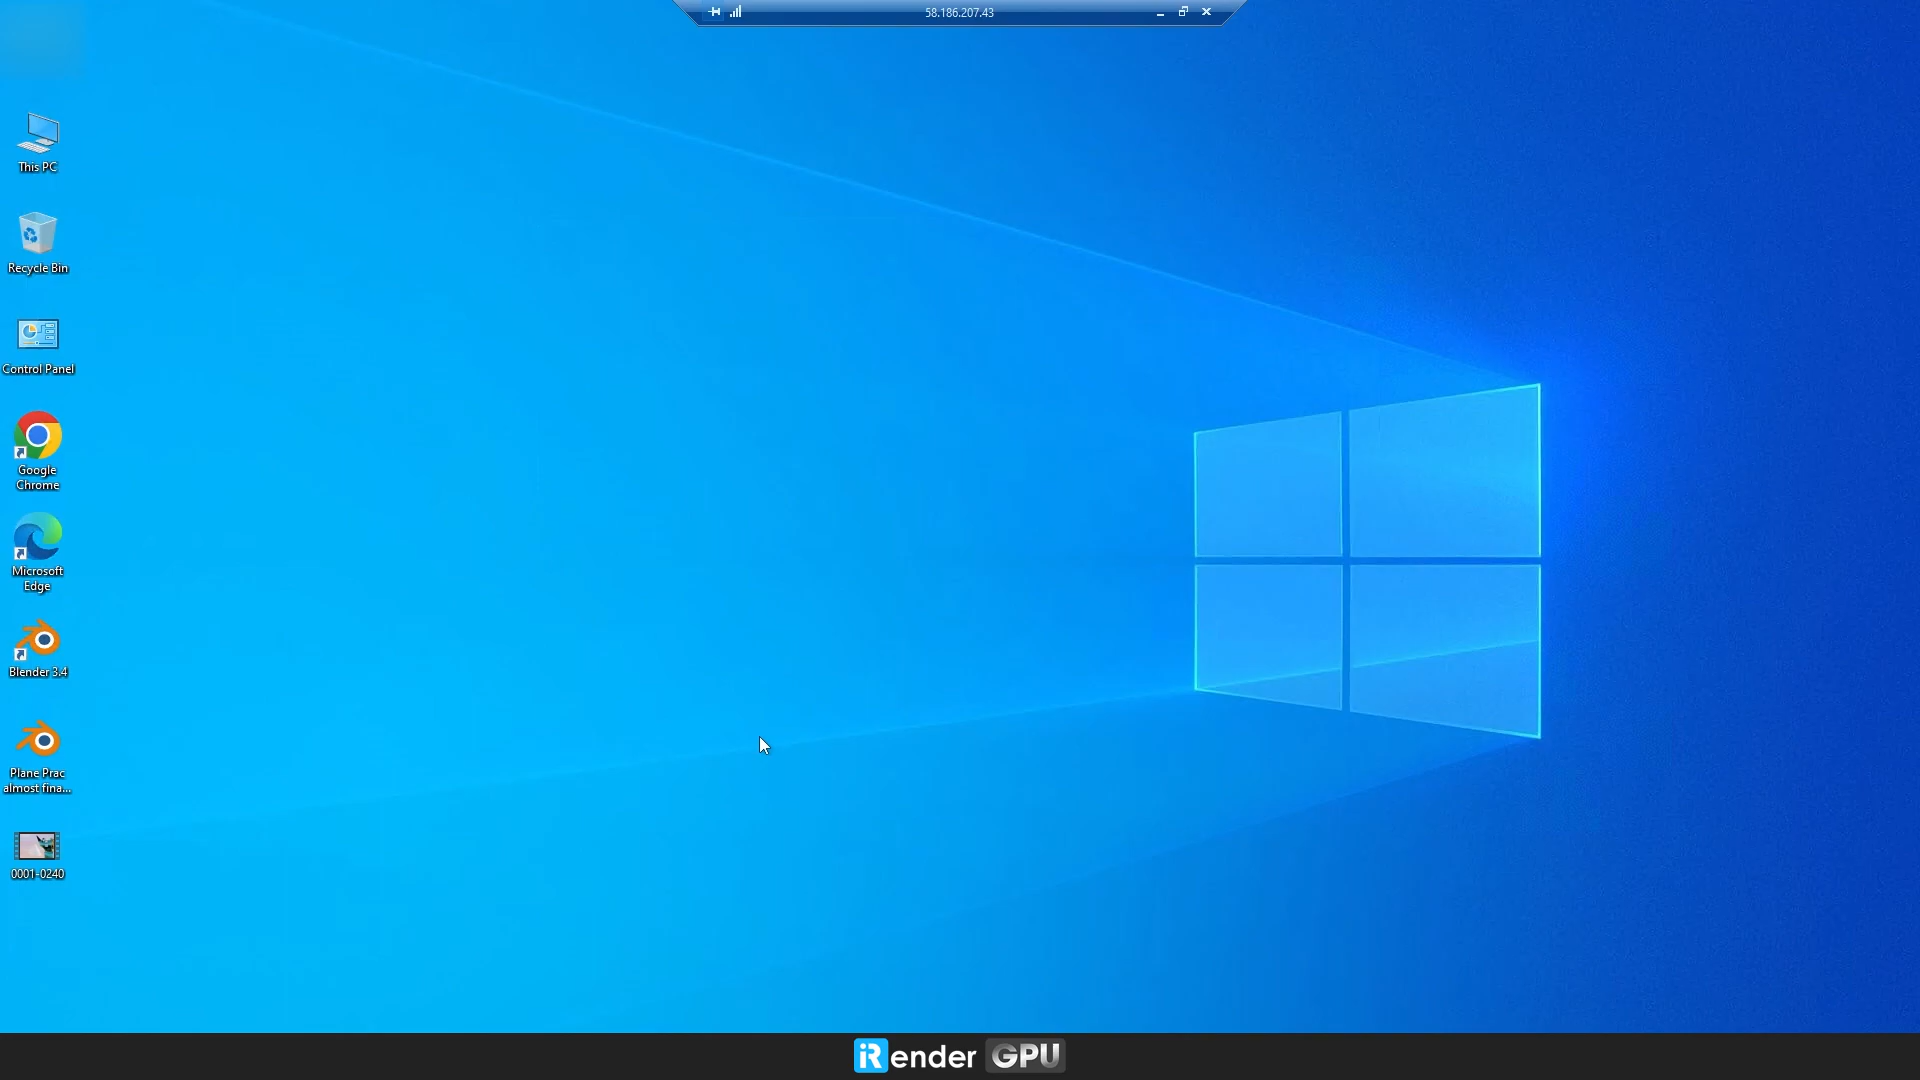 58.186.207.43
This PC
Recycle Bin
Control Panel
Google
Chrome
Microsoft
Edge
Blender 3.4
Plane Prac
almost fina...
0001-0240
iRender GPU